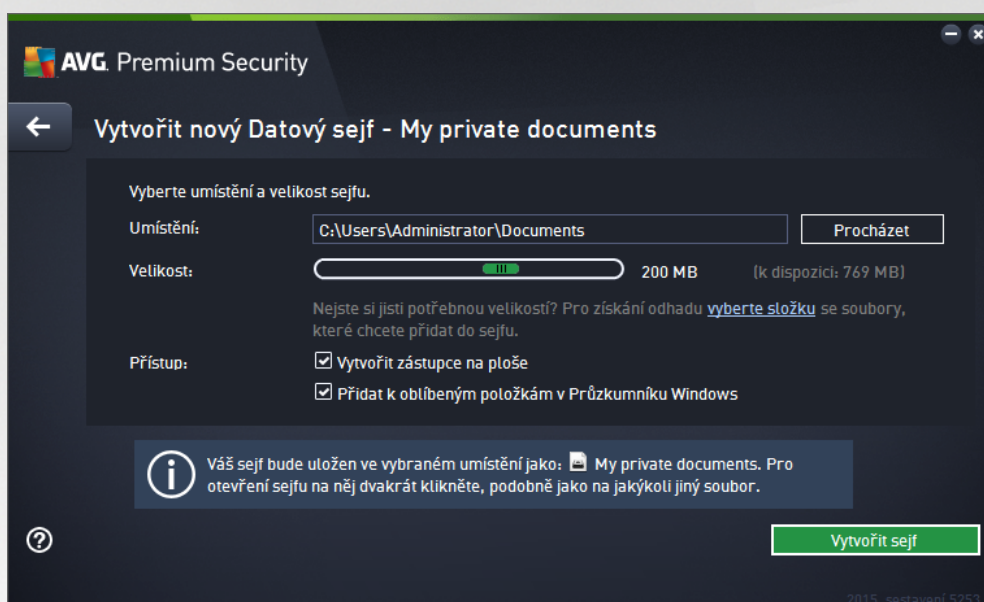 AVG. Premium Security
Vytvořit nový Datový sejf - My private documents
Vyberte umístění a velikost sejfu.
Umístění: C:\Users\Administrator\Documents Procházet
Velikost: 200 MB (k dispozici: 769 MB)
Nejste si jisti potřebnou velikostí? Pro získání odhadu vyberte složku se soubory,
které chcete přidat do sejfu.
Přístup: Vytvořit zástupce na ploše
Přidat k oblíbeným položkám v Průzkumníku Windows
Váš sejf bude uložen ve vybraném umístění jako: My private documents. Pro
otevření sejfu na něj dvakrát klikněte, podobně jako na jakýkoli jiný soubor.
Vytvořit sejf
2015, sestavení 5253